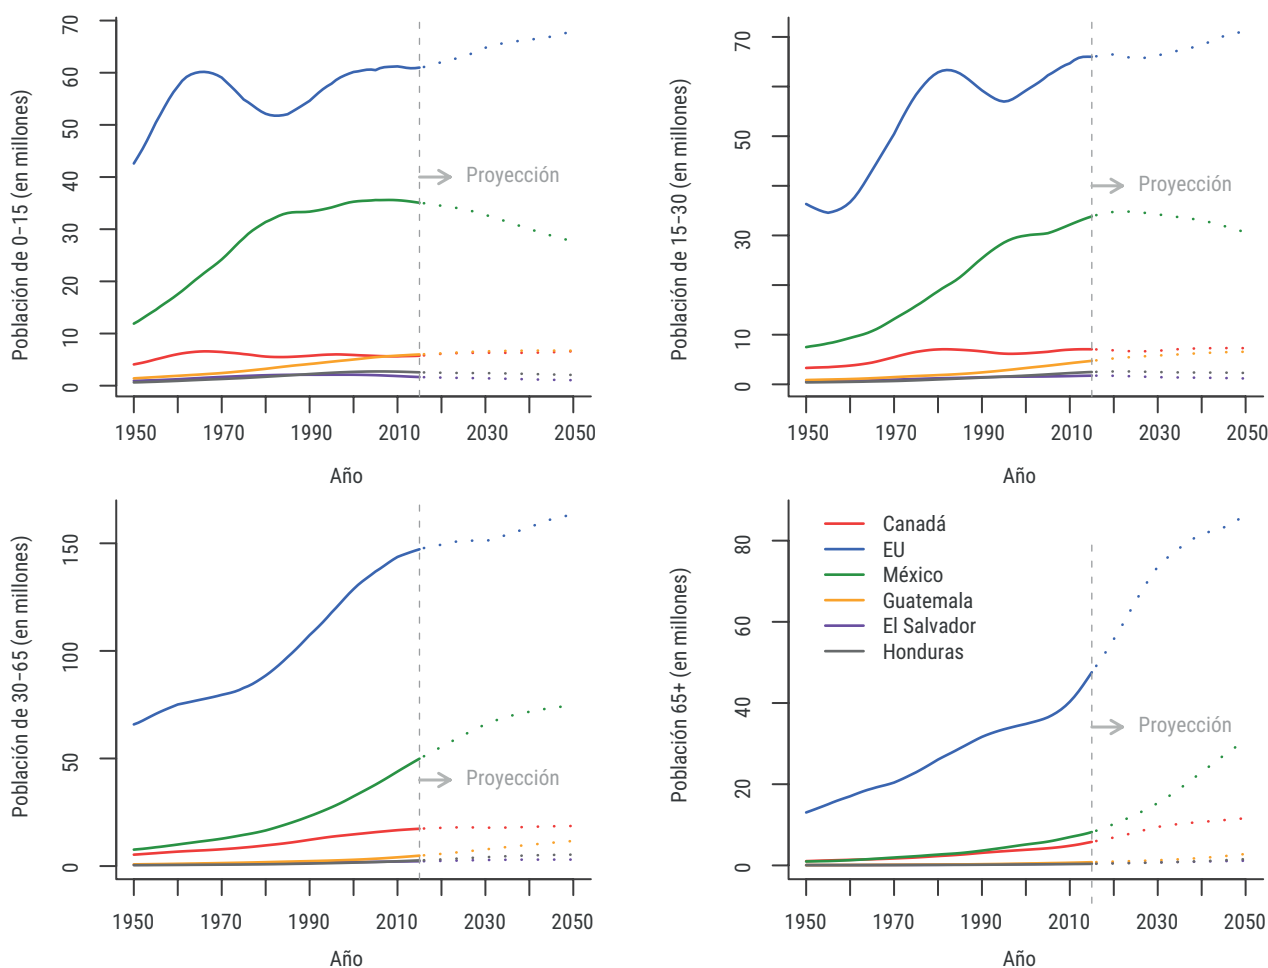 Población de 0–15 (en millones)
70
60
50
40
30
20
10
0
Proyección
1950 1970 1990 2010 2030 2050
Año
Población de 15–30 (en millones)
70
50
30
10
0
Proyección
1950 1970 1990 2010 2030 2050
Año
Población de 30–65 (en millones)
150
100
50
0
Proyección
1950 1970 1990 2010 2030 2050
Año
Población 65+ (en millones)
80
60
40
20
0
Canadá
EU
México
Guatemala
El Salvador
Honduras
Proyección
1950 1970 1990 2010 2030 2050
Año